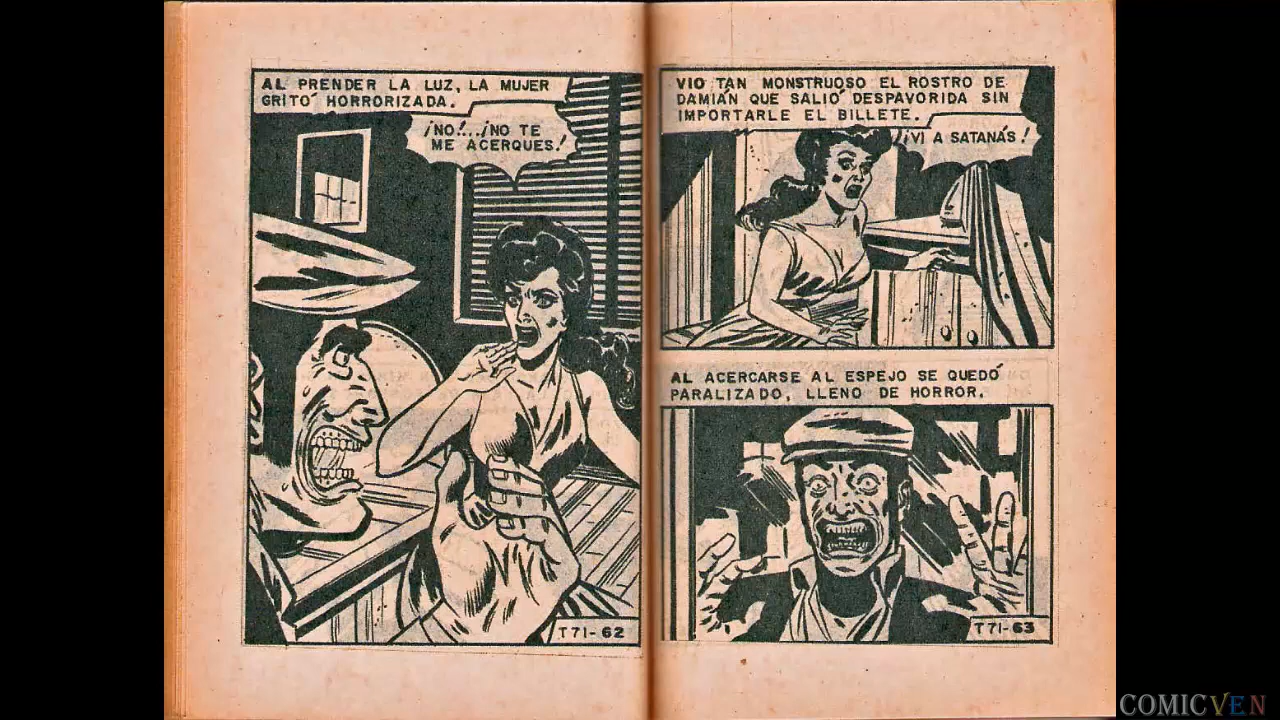 AL PRENDER LA LUZ, LA MUJER
GRITÓ HORRORIZADA.
¡NO!...¡NO TE
ME ACERQUES!
T71-62
VIO TAN MONSTRUOSO EL ROSTRO DE
DAMIÁN QUE SALIÓ DESPAVORIDA SIN
IMPORTARLE EL BILLETE.
¡VI A SATANÁS!
AL ACERCARSE AL ESPEJO SE QUEDÓ
PARALIZADO, LLENO DE HORROR.
T71-63
COMICVEN